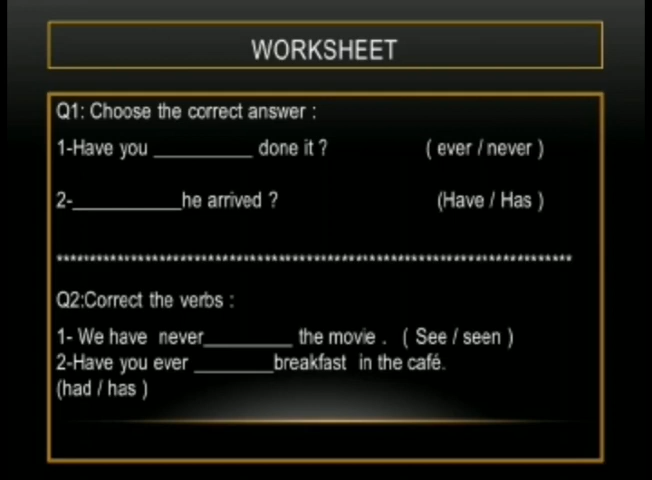 WORKSHEET
Q1: Choose the correct answer :
1-Have you __________ done it ? ( ever / never )
2-___________he arrived ? (Have / Has )
******************************************************************************
Q2:Correct the verbs :
1- We have never_________ the movie . ( See / seen )
2-Have you ever ________breakfast in the café.
(had / has )